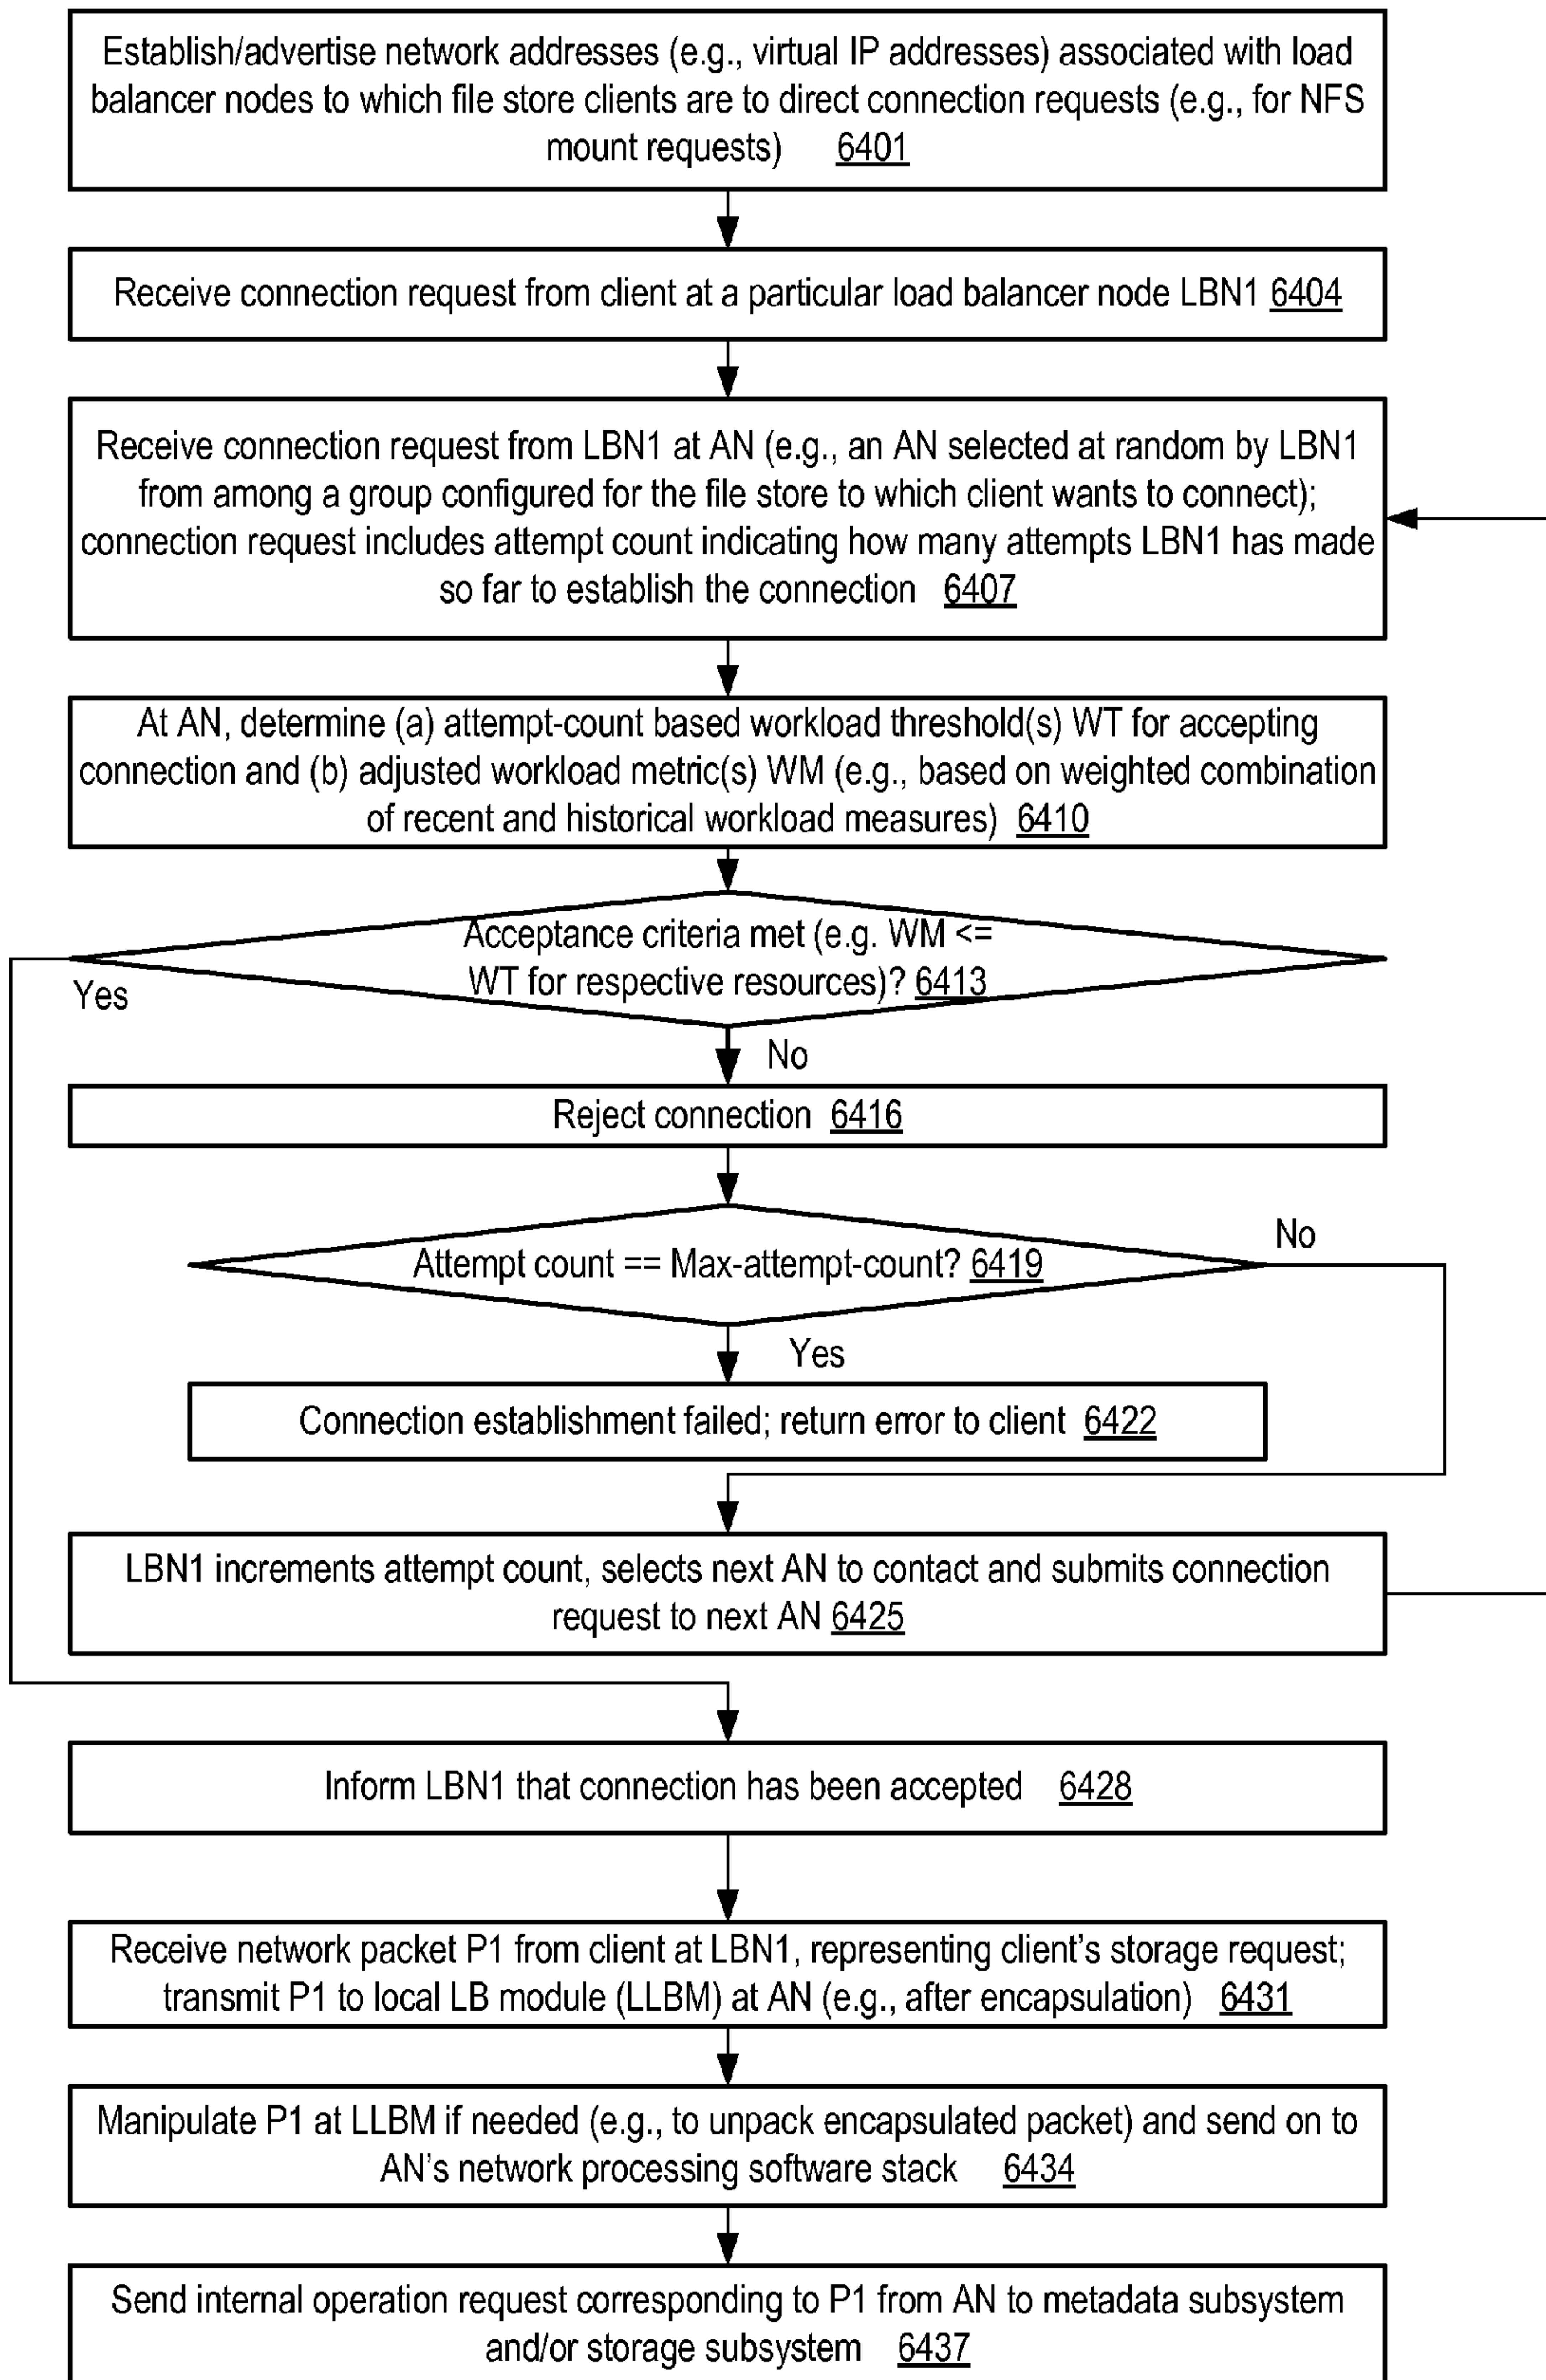 Establish/advertise network addresses (e.g., virtual IP addresses) associated with load
balancer nodes to which file store clients are to direct connection requests (e.g., for NFS
mount requests) 6401
Receive connection request from client at a particular load balancer node LBN1 6404
Receive connection request from LBN1 at AN (e.g., an AN selected at random by LBN1
from among a group configured for the file store to which client wants to connect);
connection request includes attempt count indicating how many attempts LBN1 has made
so far to establish the connection 6407
At AN, determine (a) attempt-count based workload threshold(s) WT for accepting
connection and (b) adjusted workload metric(s) WM (e.g., based on weighted combination
of recent and historical workload measures) 6410
Acceptance criteria met (e.g. WM <=
WT for respective resources)? 6413
Yes
No
Reject connection 6416
Attempt count == Max-attempt-count? 6419
No
Yes
Connection establishment failed; return error to client 6422
LBN1 increments attempt count, selects next AN to contact and submits connection
request to next AN 6425
Inform LBN1 that connection has been accepted 6428
Receive network packet P1 from client at LBN1, representing client's storage request;
transmit P1 to local LB module (LLBM) at AN (e.g., after encapsulation) 6431
Manipulate P1 at LLBM if needed (e.g., to unpack encapsulated packet) and send on to
AN's network processing software stack 6434
Send internal operation request corresponding to P1 from AN to metadata subsystem
and/or storage subsystem 6437